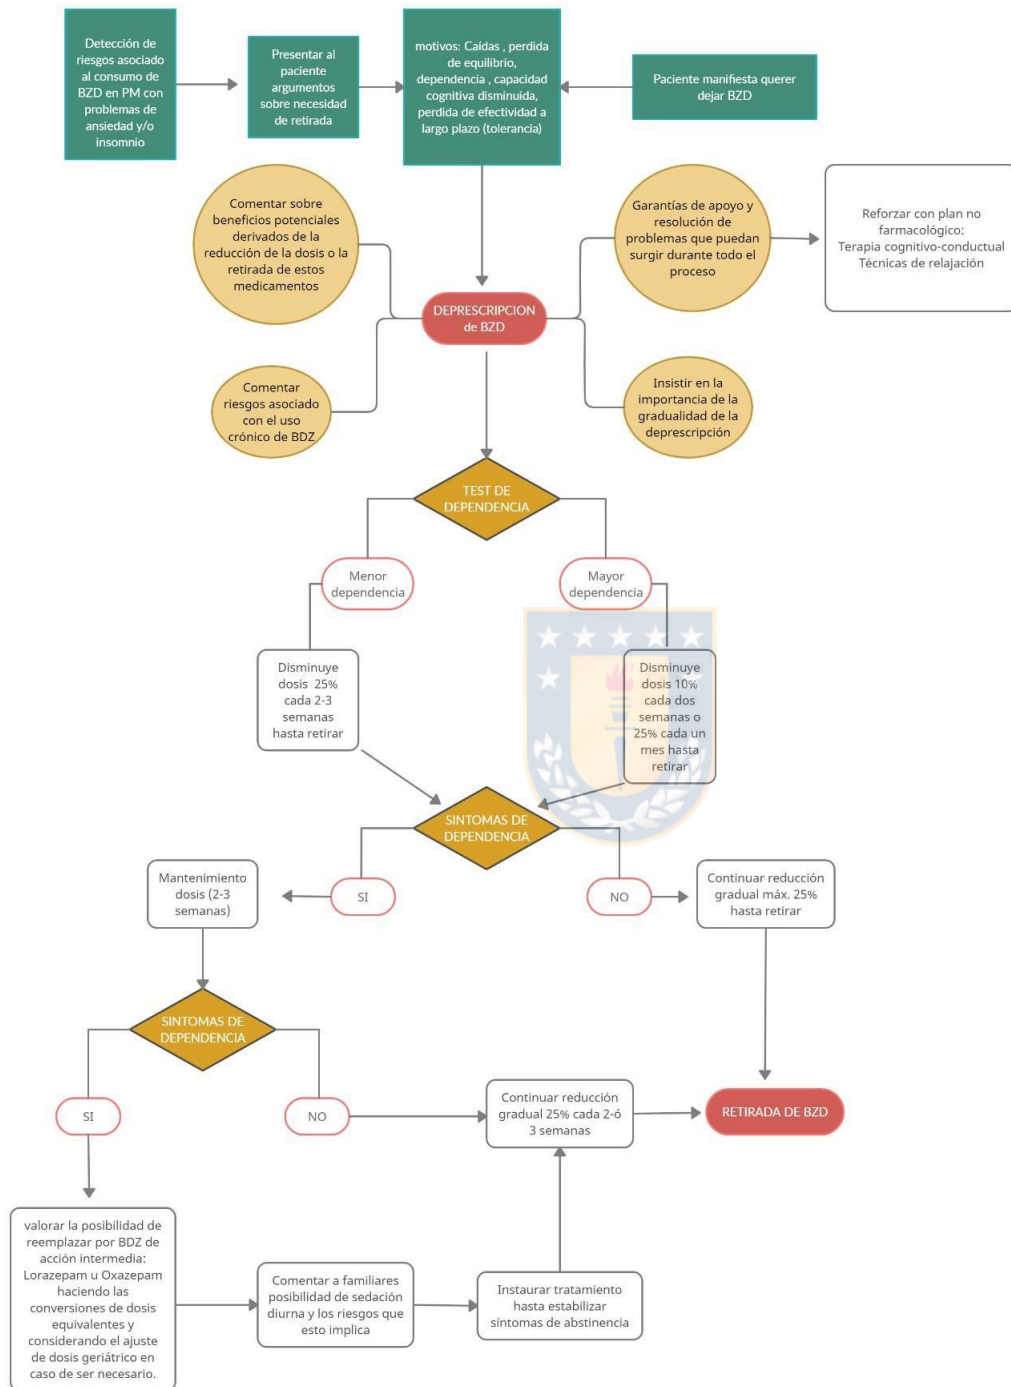 Detección de
riesgos asociado
al consumo de
BZD en PM con
problemas de
ansiedad y/o
insomnio
Presentar al
paciente
argumentos
sobre necesidad
de retirada
motivos: Caídas , perdida
de equilibrio,
dependencia , capacidad
cognitiva disminuida,
perdida de efectividad a
largo plazo (tolerancia)
Paciente manifiesta querer
dejar BZD
Comentar sobre
beneficios potenciales
derivados de la
reducción de la dosis o la
retirada de estos
medicamentos
Garantías de apoyo y
resolución de
problemas que puedan
surgir durante todo el
proceso
Reforzar con plan no
farmacológico:
Terapia cognitivo-conductual
Técnicas de relajación
DEPRESCRIPCION
de BZD
Comentar
riesgos asociado
con el uso
crónico de BDZ
Insistir en la
importancia de la
gradualidad de la
deprescripción
TEST DE
DEPENDENCIA
Menor
dependencia
Mayor
dependencia
Disminuye
dosis 25%
cada 2-3
semanas
hasta retirar
Disminuye
dosis 10%
cada dos
semanas o
25% cada un
mes hasta
retirar
SINTOMAS DE
DEPENDENCIA
Mantenimiento
dosis (2-3
semanas)
SI
NO
Continuar reducción
gradual máx. 25%
hasta retirar
SINTOMAS DE
DEPENDENCIA
SI
NO
Continuar reducción
gradual 25% cada 2-ó
3 semanas
RETIRADA DE BZD
valorar la posibilidad de
reemplazar por BDZ de
acción intermedia:
Lorazepam u Oxazepam
haciendo las
conversiones de dosis
equivalentes y
considerando el ajuste
de dosis geriátrico en
caso de ser necesario.
Comentar a familiares
posibilidad de sedación
diurna y los riesgos que
esto implica
Instaurar tratamiento
hasta estabilizar
síntomas de abstinencia